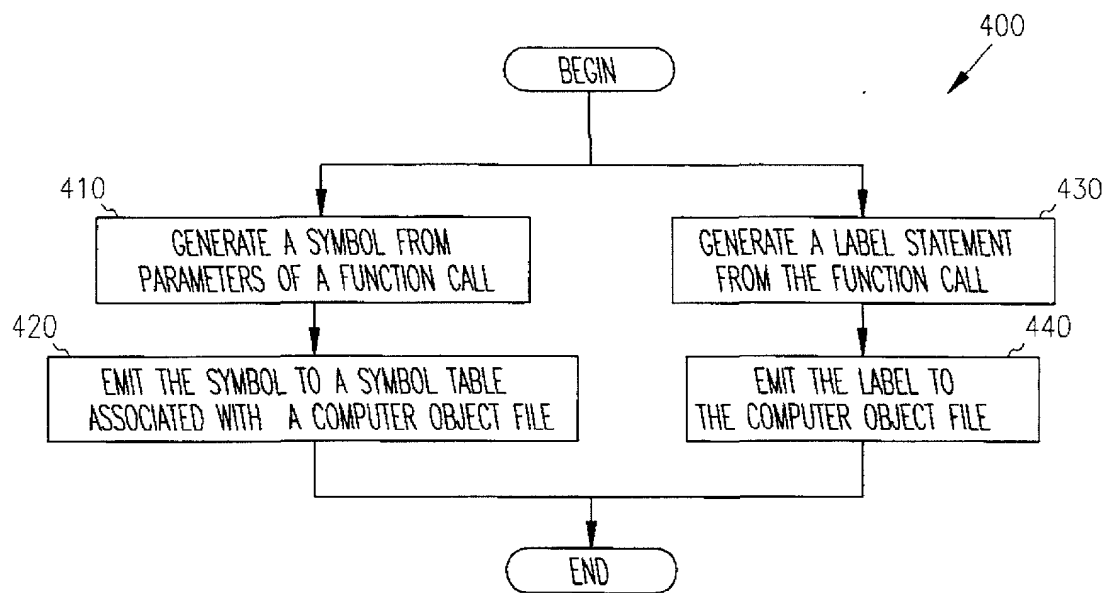 400
BEGIN
410
GENERATE A SYMBOL FROM
PARAMETERS OF A FUNCTION CALL
430
GENERATE A LABEL STATEMENT
FROM THE FUNCTION CALL
420
EMIT THE SYMBOL TO A SYMBOL TABLE
ASSOCIATED WITH A COMPUTER OBJECT FILE
440
EMIT THE LABEL TO
THE COMPUTER OBJECT FILE
END